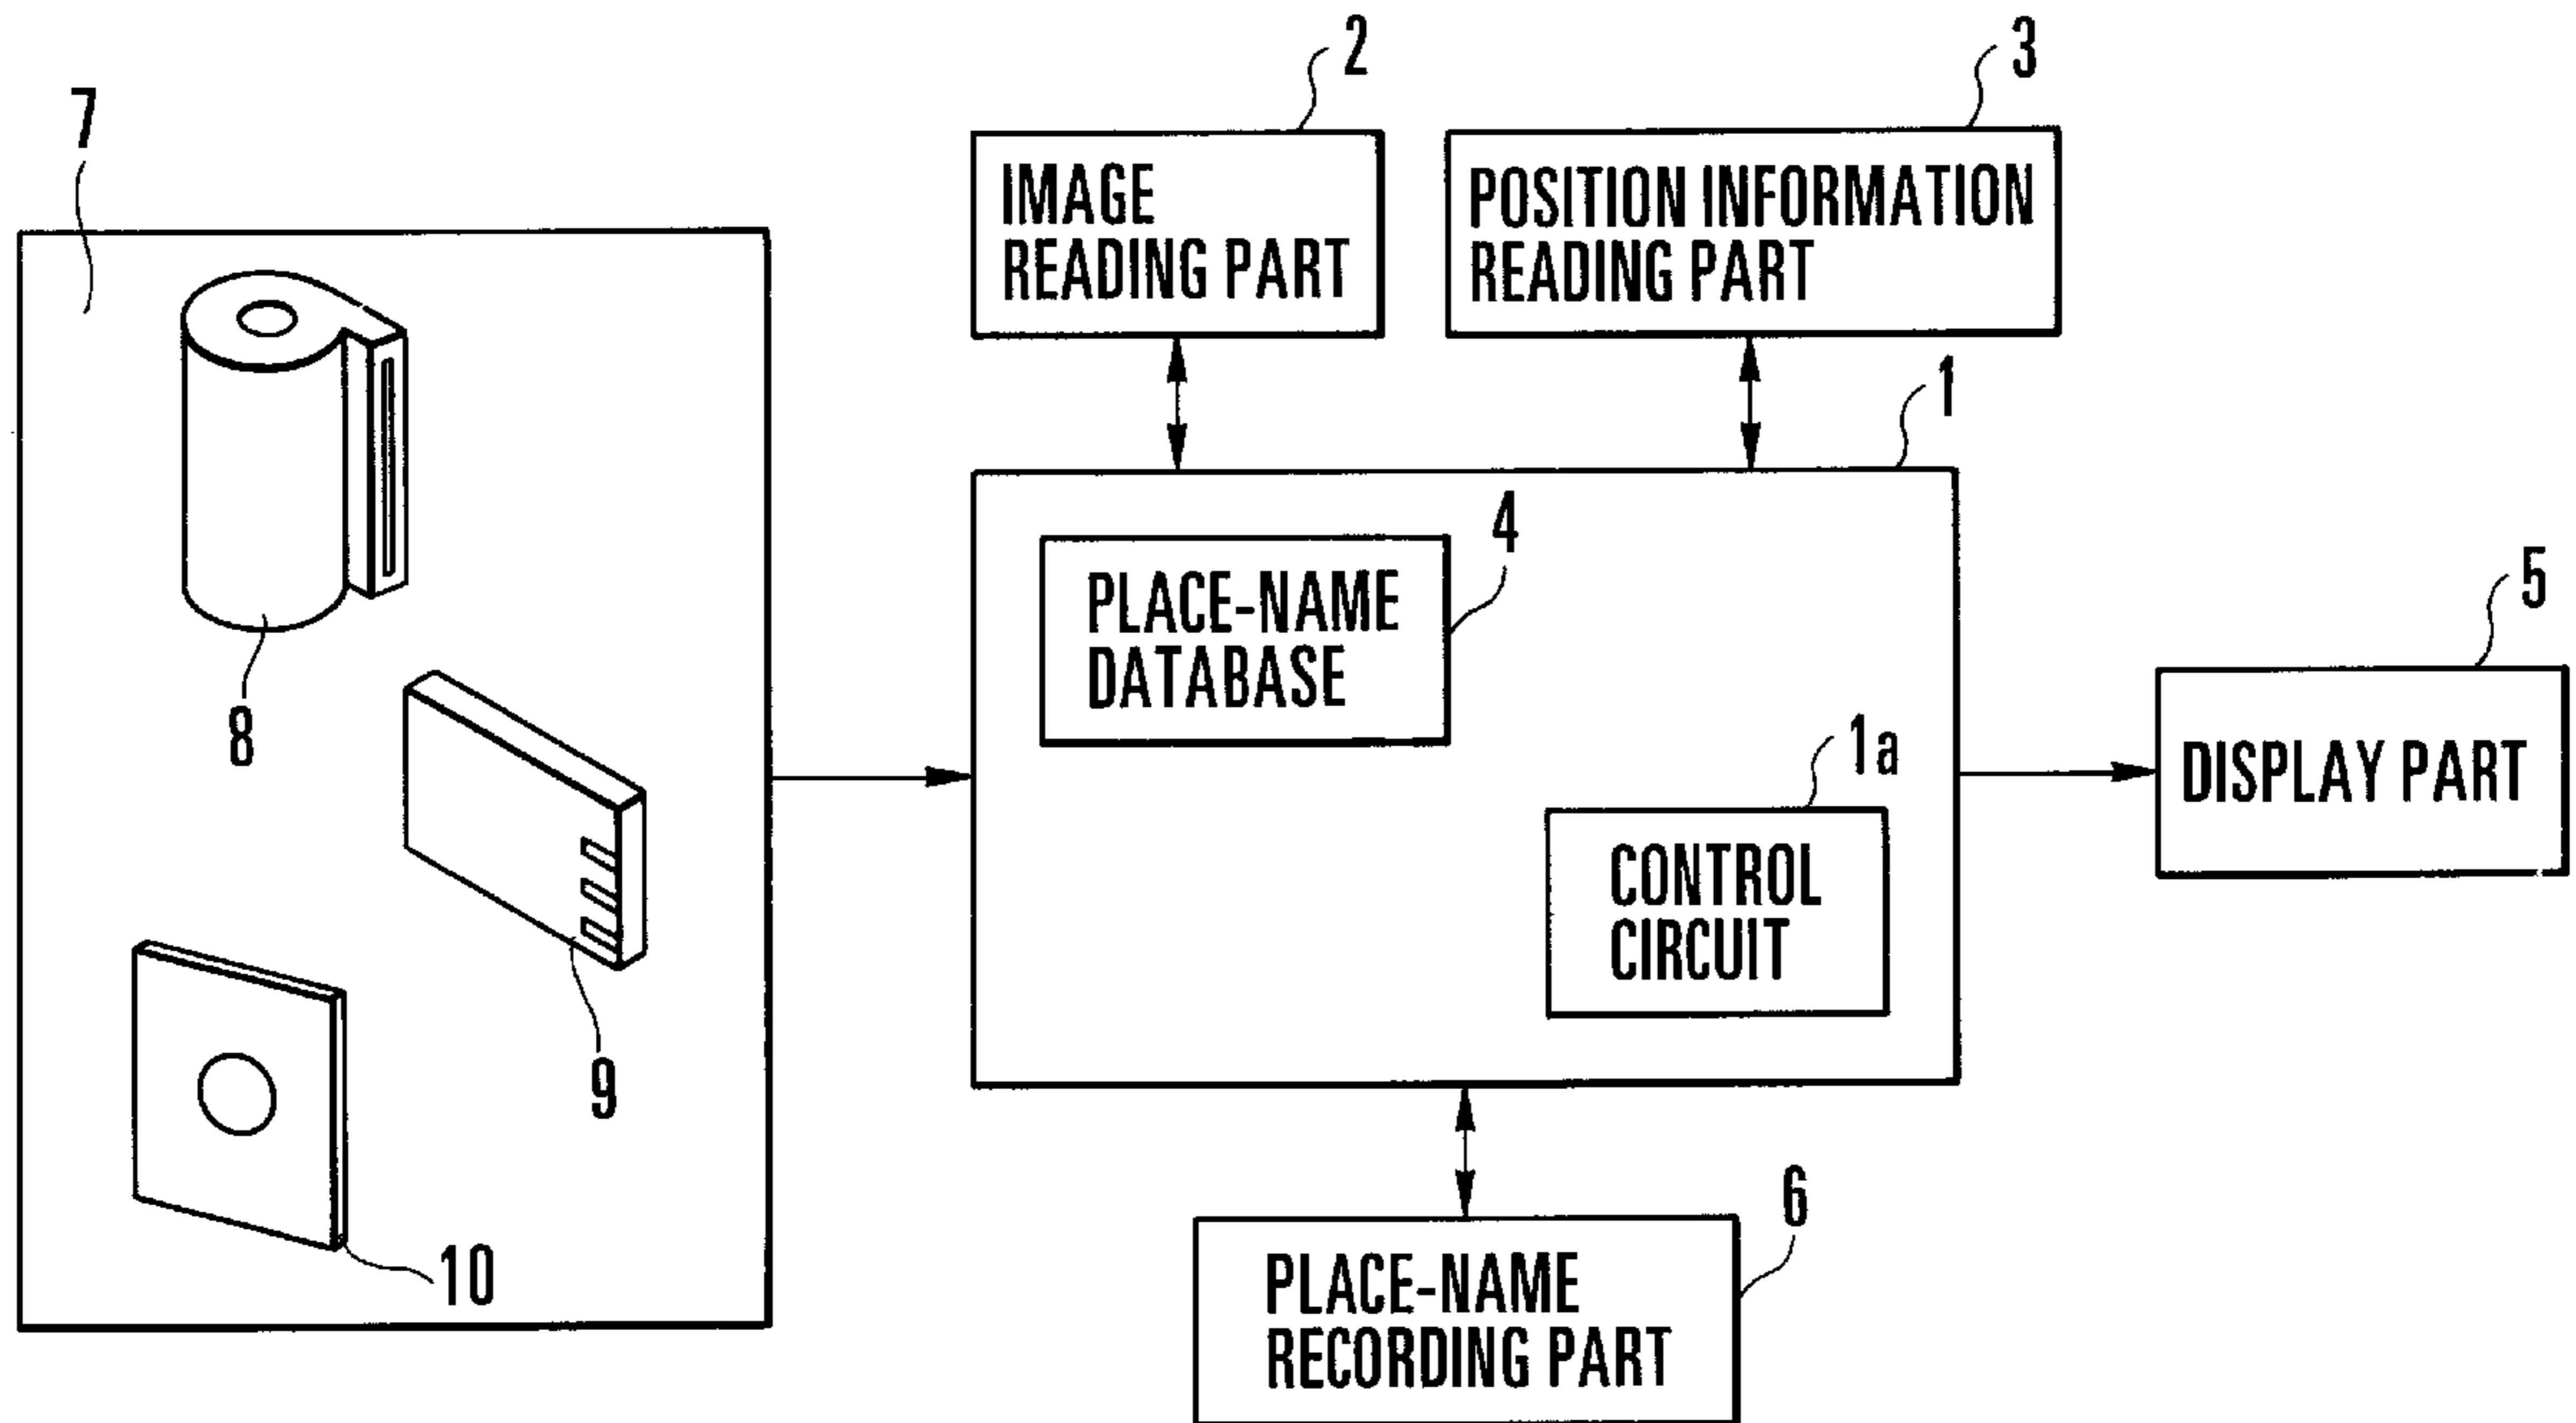 2
3
7
IMAGE
READING PART
POSITION INFORMATION
READING PART
1
4
PLACE-NAME
DATABASE
5
8
1a
DISPLAY PART
CONTROL
CIRCUIT
9
6
10
PLACE-NAME
RECORDING PART